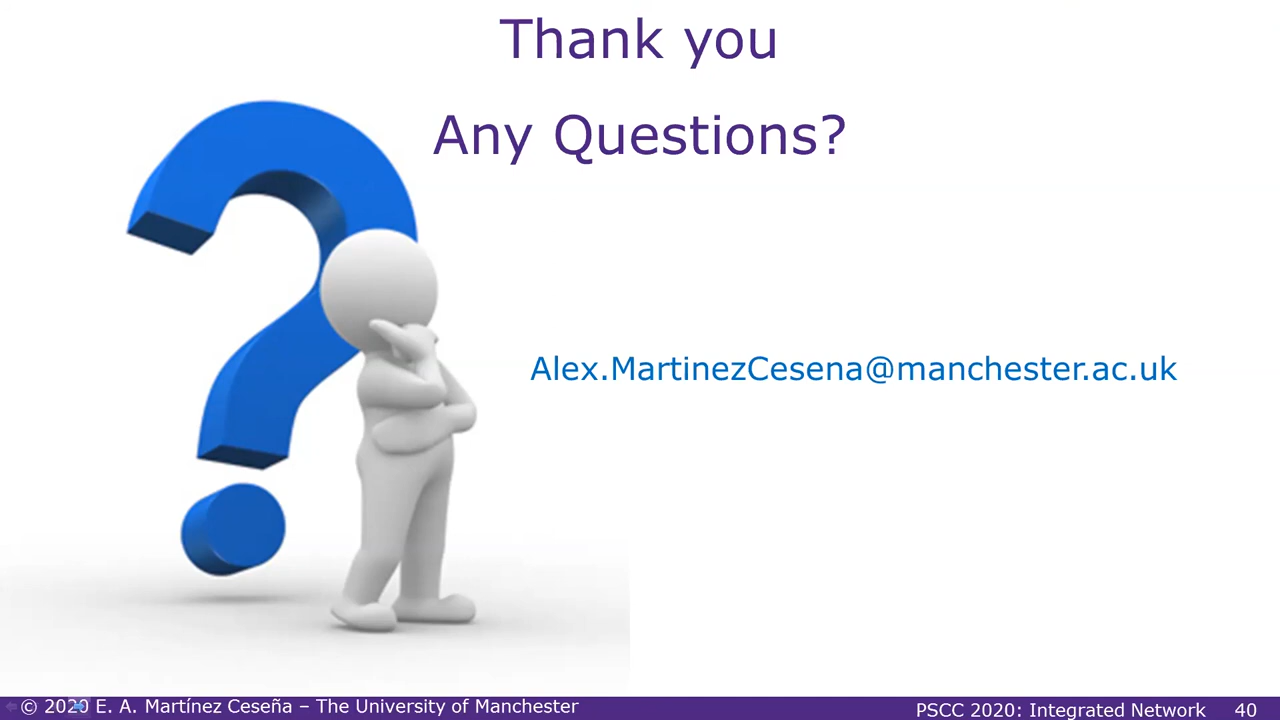 Thank you
Any Questions?
Alex.MartinezCesena@manchester.ac.uk
© 2020 E. A. Martínez Ceseña – The University of Manchester
PSCC 2020: Integrated Network 40